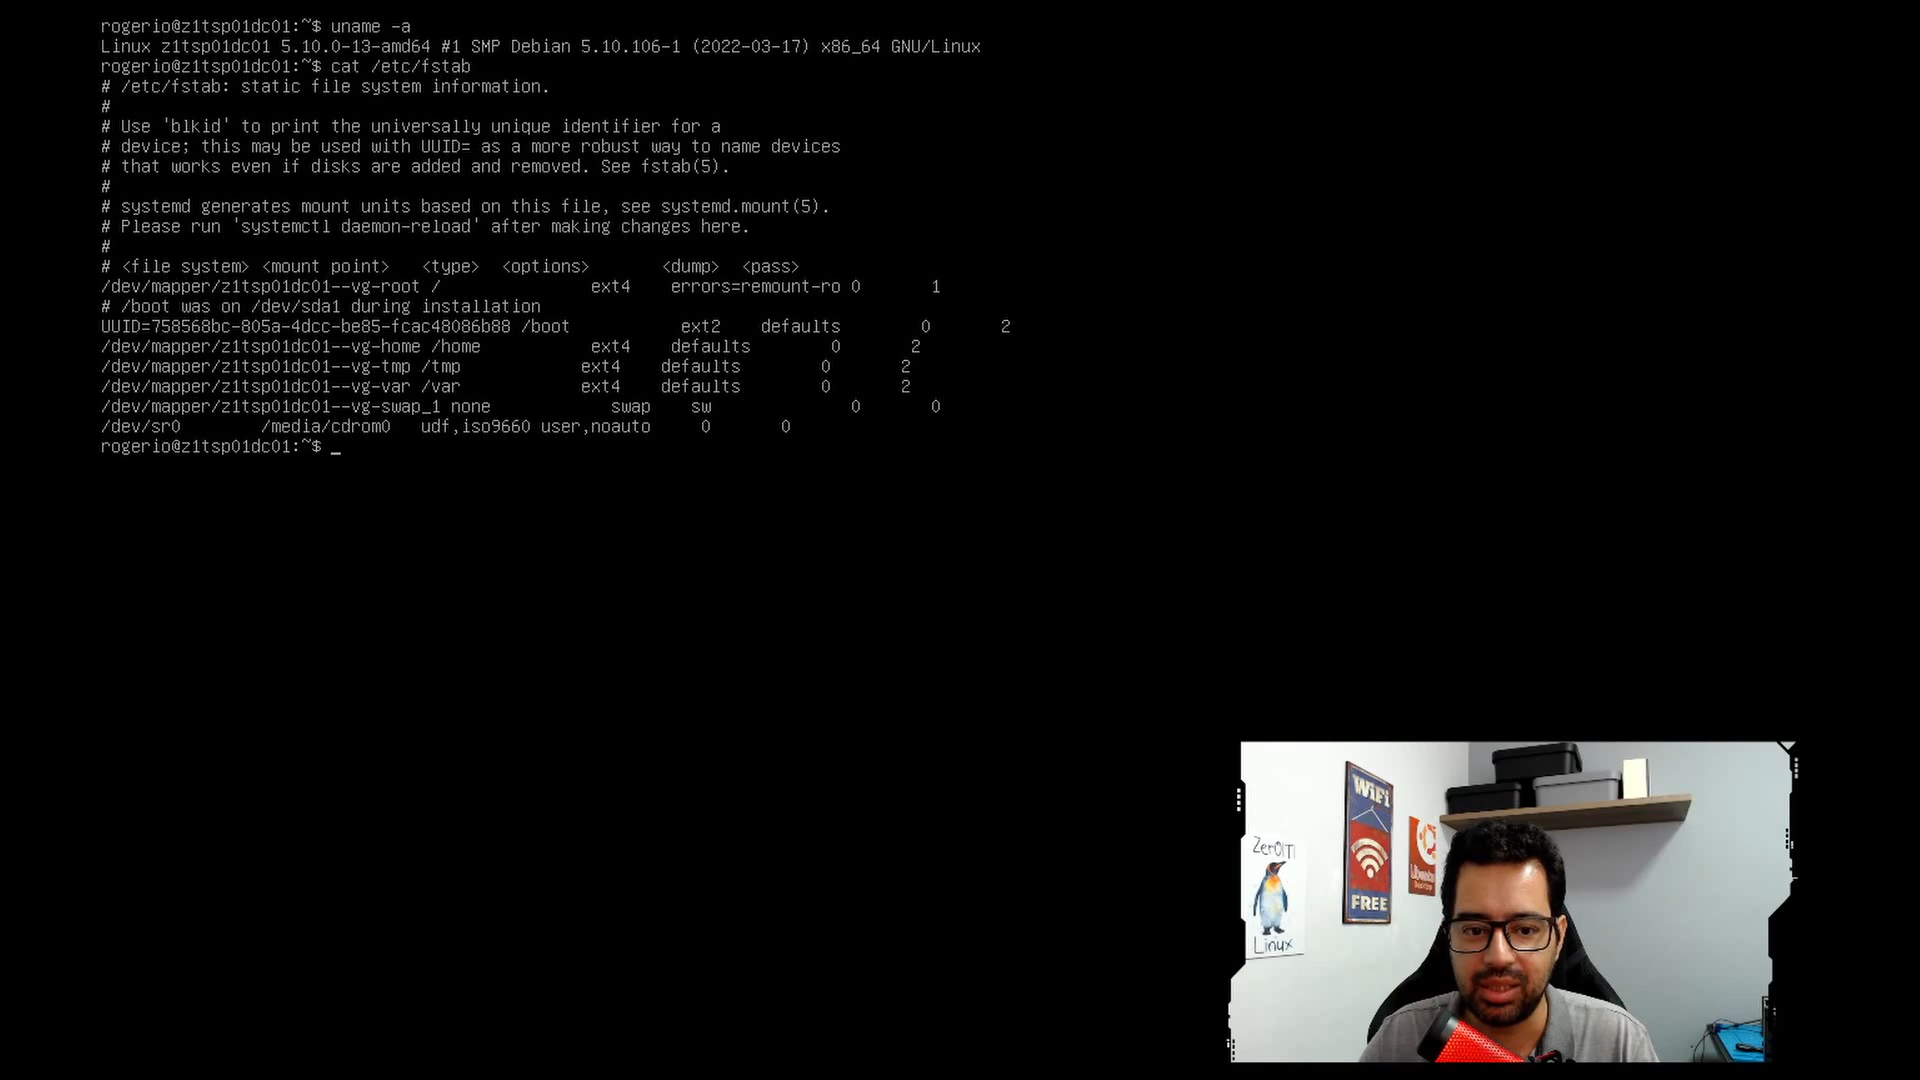 rogerio@z1tsp01dc01:~$ uname -a
Linux z1tsp01dc01 5.10.0-13-amd64 #1 SMP Debian 5.10.106-1 (2022-03-17) x86_64 GNU/Linux
rogerio@z1tsp01dc01:~$ cat /etc/fstab
# /etc/fstab: static file system information.
#
# Use 'blkid' to print the universally unique identifier for a
# device; this may be used with UUID= as a more robust way to name devices
# that works even if disks are added and removed. See fstab(5).
#
# systemd generates mount units based on this file, see systemd.mount(5).
# Please run 'systemctl daemon-reload' after making changes here.
#
# <file system> <mount point>   <type>  <options>       <dump>  <pass>
/dev/mapper/z1tsp01dc01--vg-root /               ext4    errors=remount-ro 0       1
# /boot was on /dev/sda1 during installation
UUID=758568bc-805a-4dcc-be85-fcac48086b88 /boot           ext2    defaults        0       2
/dev/mapper/z1tsp01dc01--vg-home /home           ext4    defaults        0       2
/dev/mapper/z1tsp01dc01--vg-tmp /tmp            ext4    defaults        0       2
/dev/mapper/z1tsp01dc01--vg-var /var            ext4    defaults        0       2
/dev/mapper/z1tsp01dc01--vg-swap_1 none            swap    sw              0       0
/dev/sr0        /media/cdrom0   udf,iso9660 user,noauto     0       0
rogerio@z1tsp01dc01:~$ _
WiFi
FREE
Zer01Ti
Linux